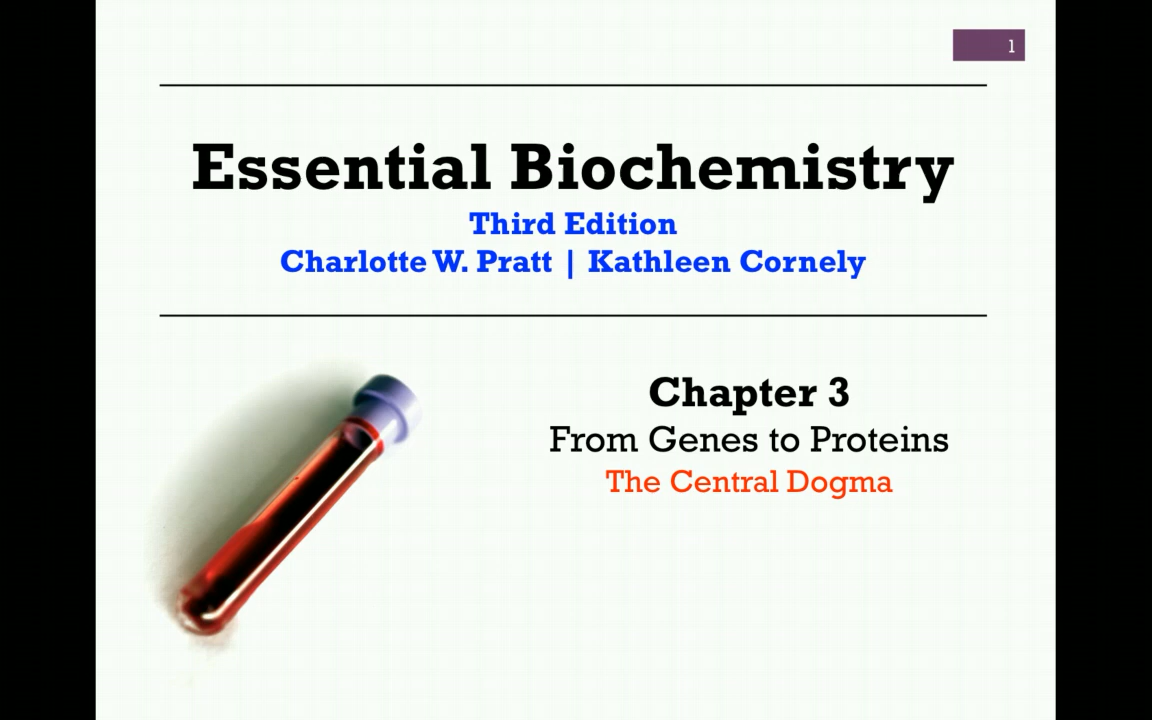 1
Essential Biochemistry
Third Edition
Charlotte W. Pratt | Kathleen Cornely
Chapter 3
From Genes to Proteins
The Central Dogma